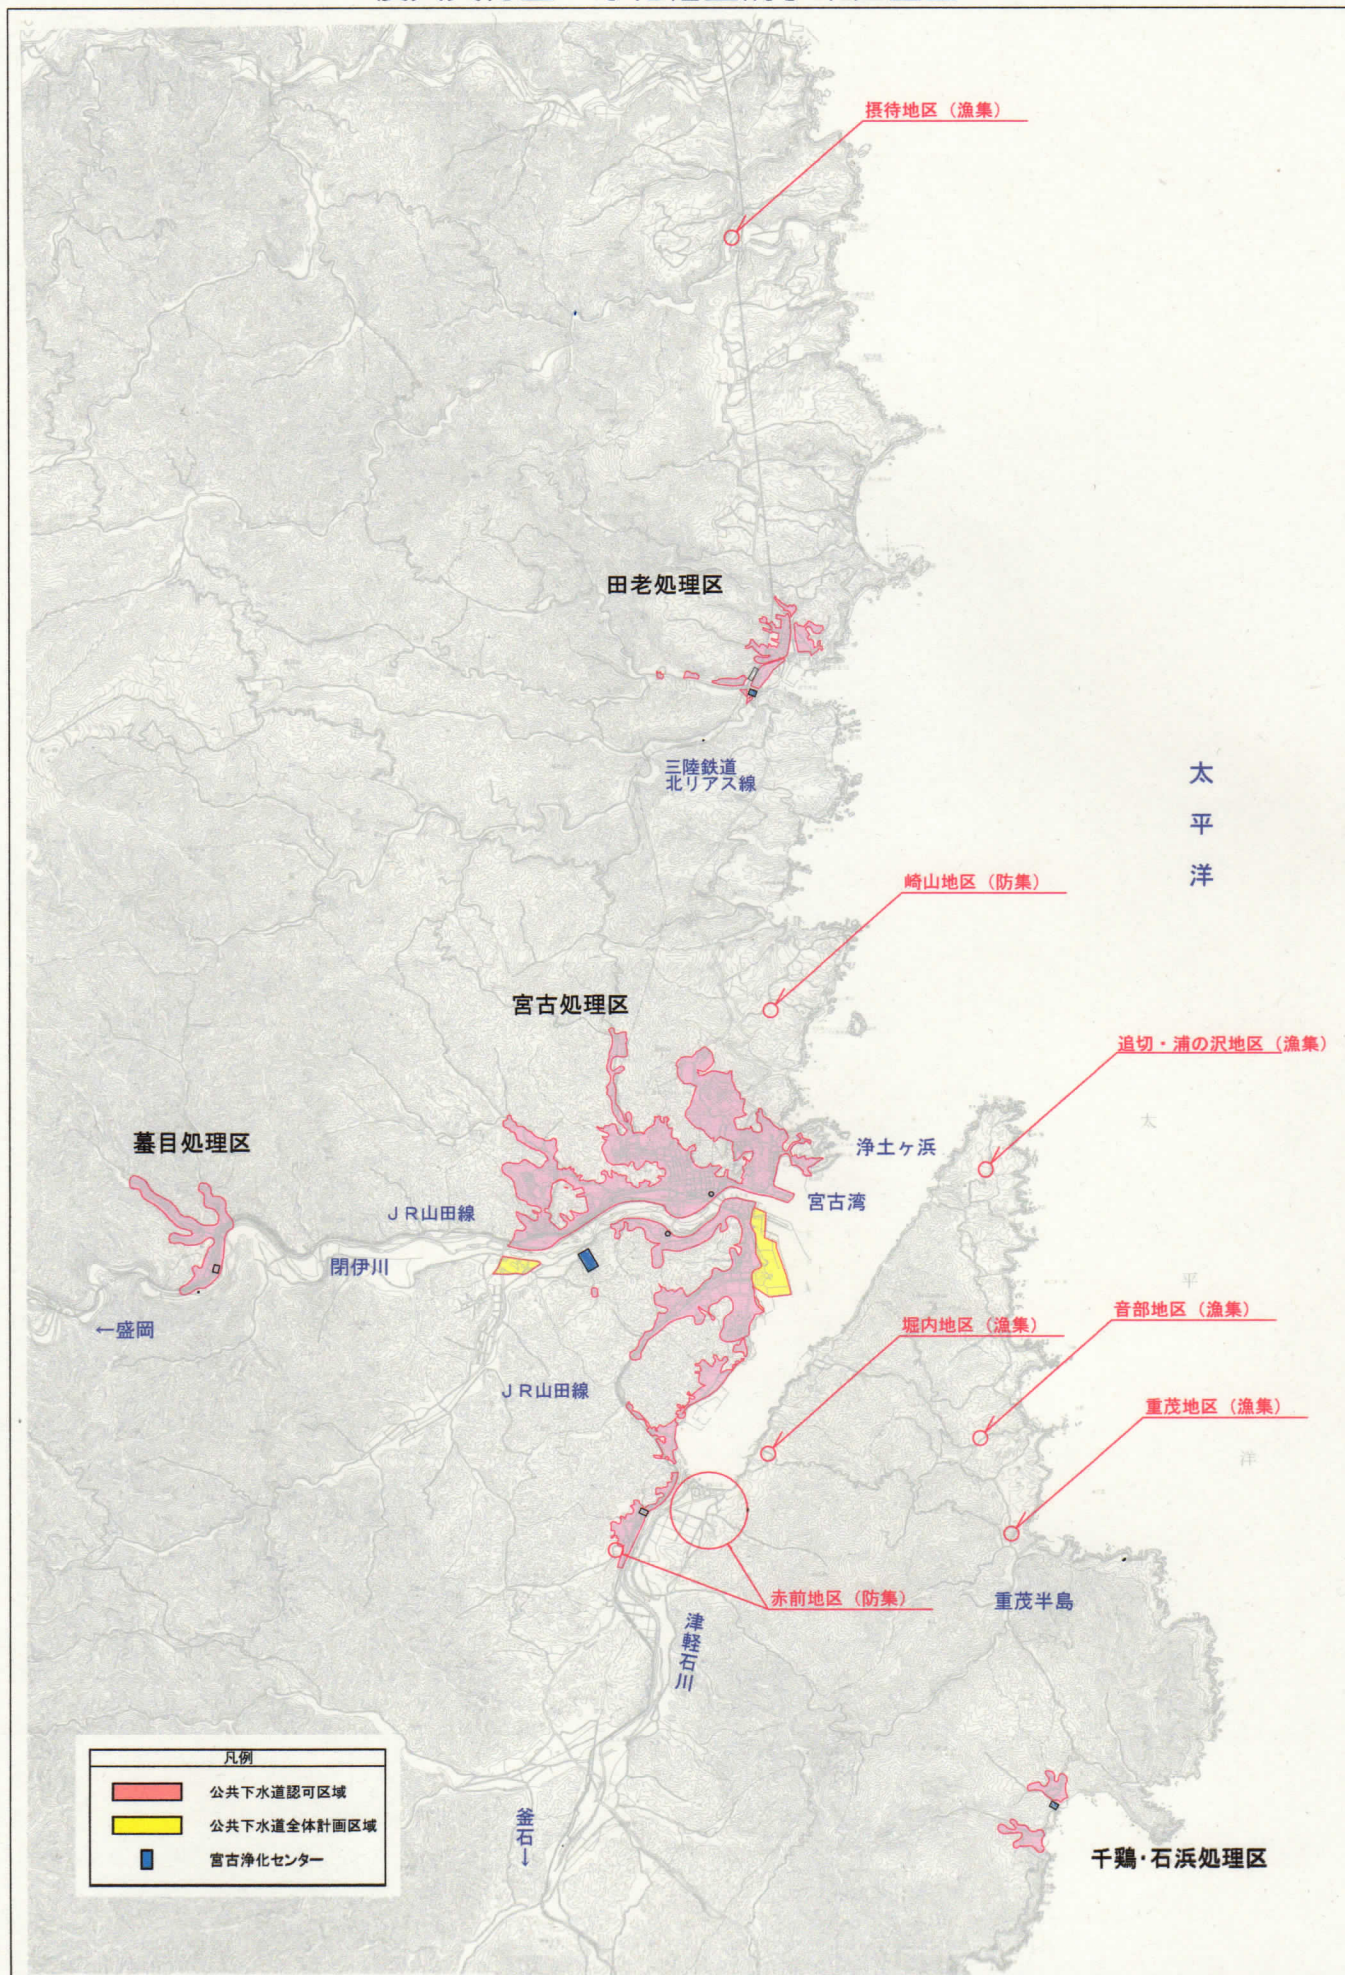 摂待地区（漁集）
田老処理区
三陸鉄道
北リアス線
太平洋
崎山地区（防集）
宮古処理区
追切・浦の沢地区（漁集）
太平洋
蟇目処理区
浄土ヶ浜
宮古湾
ＪＲ山田線
閉伊川
←盛岡
堀内地区（漁集）
音部地区（漁集）
ＪＲ山田線
重茂地区（漁集）
赤前地区（防集）
重茂半島
津軽石川
凡例
公共下水道認可区域
公共下水道全体計画区域
宮古浄化センター
釜石↓
千鶏･石浜処理区